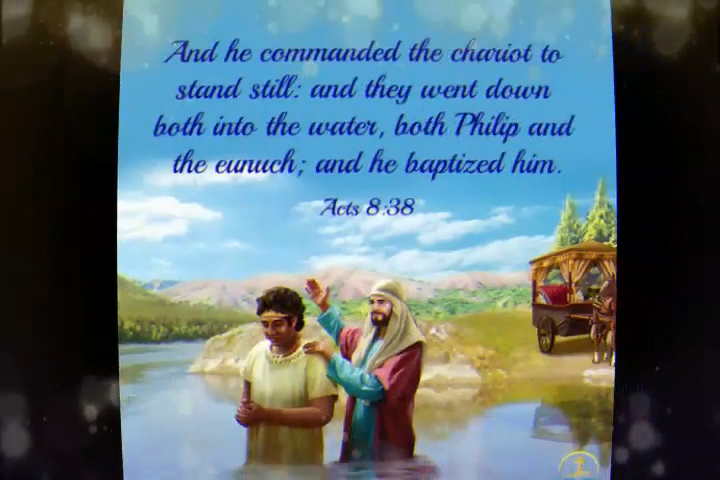 And he commanded the chariot to
stand still: and they went down
both into the water, both Philip and
the eunuch; and he baptized him.
Acts 8:38